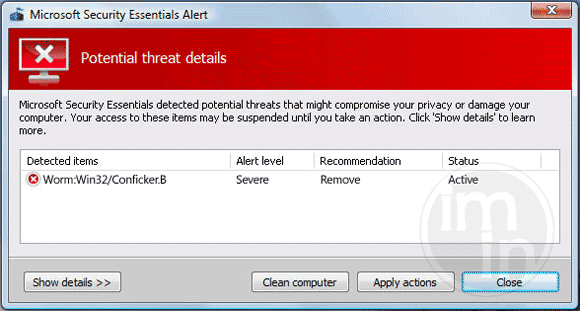 Microsoft Security Essentials Alert
Potential threat details
Microsoft Security Essentials detected potential threats that might compromise your privacy or damage your
computer. Your access to these items may be suspended until you take an action. Click 'Show details' to learn
more.
Detected items Alert level Recommendation Status
Worm:Win32/Conficker.B Severe Remove Active
im
in
Show details >> Clean computer Apply actions Close